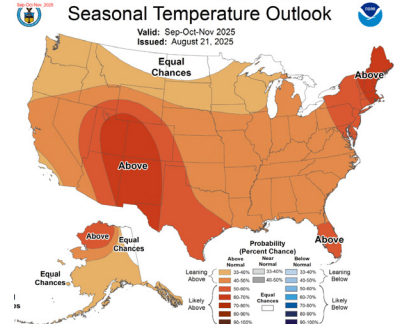 Sep-Oct-Nov 2025
Seasonal Temperature Outlook
Valid: Sep-Oct-Nov 2025
Issued: August 21, 2025
noaa
Equal
Chances
Above
Above
Above
Above
Equal
Chances
Equal
Chances
Probability
(Percent Chance)
Above
Normal
Near
Normal
Below
Normal
Leaning
Above
33-40%
40-50%
33-40%
40-50%
33-40%
40-50%
Leaning
Below
Likely
Above
50-60%
60-70%
70-80%
80-90%
90-100%
Equal
Chances
50-60%
60-70%
70-80%
80-90%
90-100%
Likely
Below